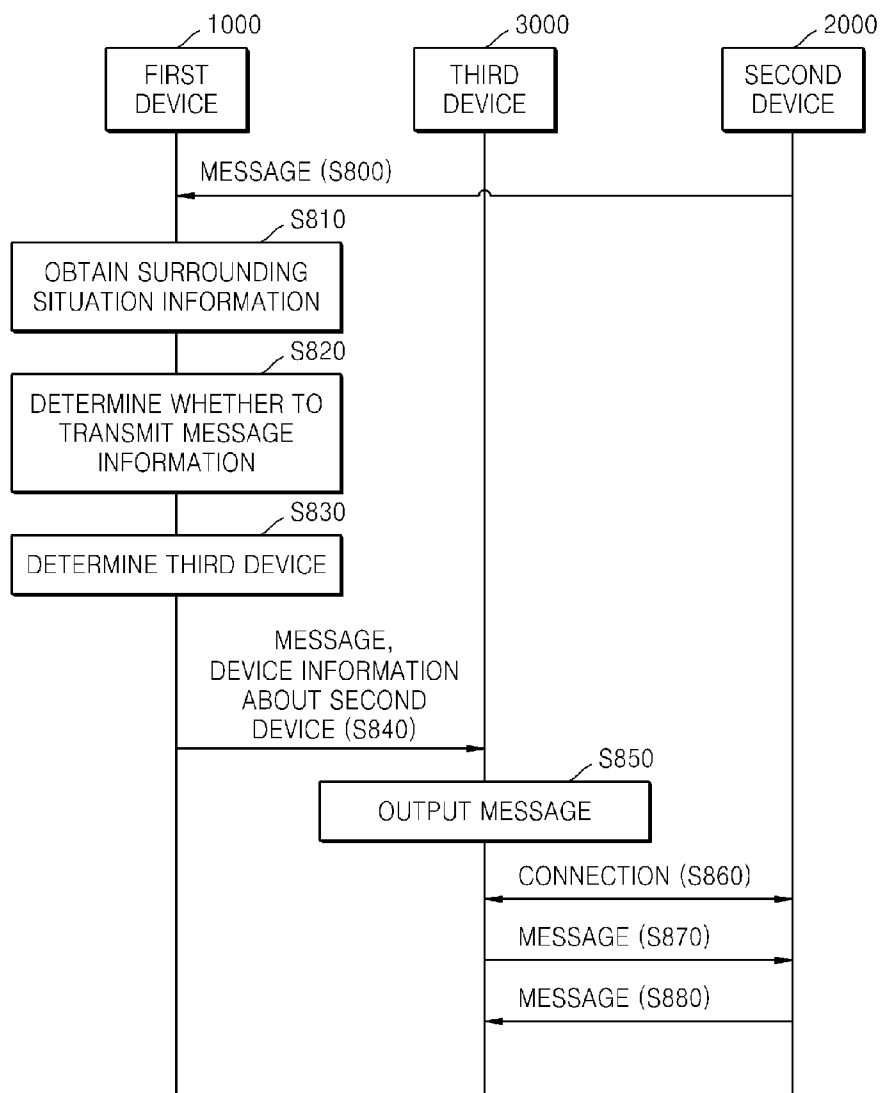 1000
3000
2000
FIRST
DEVICE
THIRD
DEVICE
SECOND
DEVICE
MESSAGE (S800)
S810
OBTAIN SURROUNDING
SITUATION INFORMATION
S820
DETERMINE WHETHER TO
TRANSMIT MESSAGE
INFORMATION
S830
DETERMINE THIRD DEVICE
MESSAGE,
DEVICE INFORMATION
ABOUT SECOND
DEVICE (S840)
S850
OUTPUT MESSAGE
CONNECTION (S860)
MESSAGE (S870)
MESSAGE (S880)